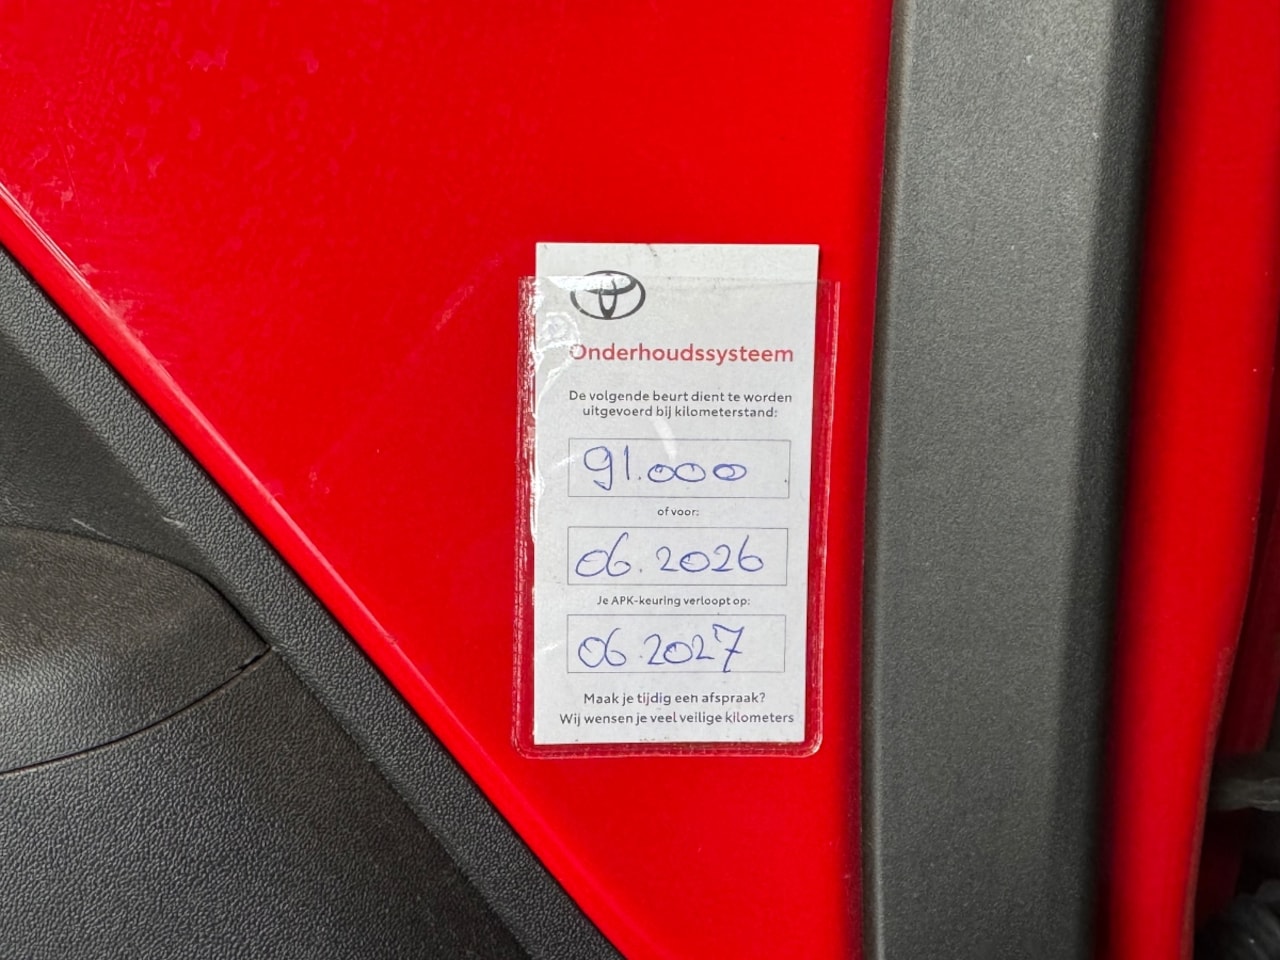 Onderhoudssysteem
De volgende beurt dient te worden
uitgevoerd bij kilometerstand:
91.000
of voor:
06.2026
Je APK-keuring verloopt op:
06.2027
Maak je tijdig een afspraak?
Wij wensen je veel veilige kilometers